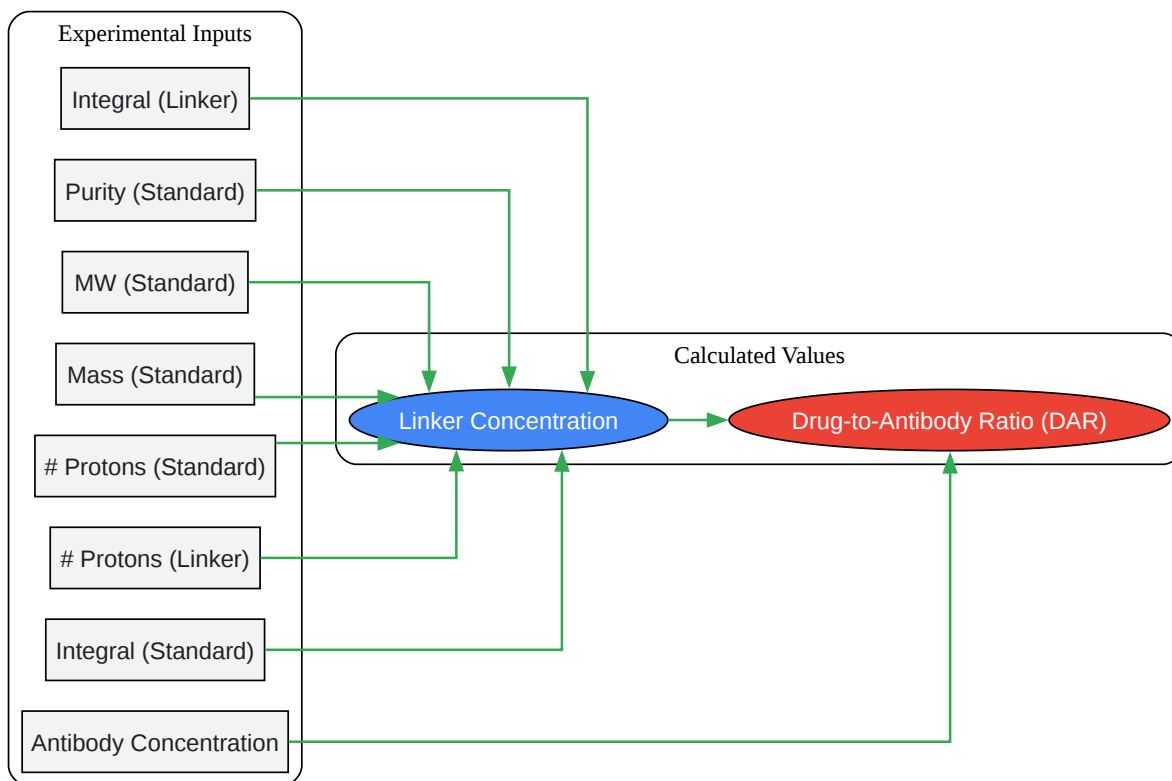 Experimental Inputs
Integral (Linker)
Purity (Standard)
MW (Standard)
Mass (Standard)
# Protons (Standard)
# Protons (Linker)
Integral (Standard)
Antibody Concentration
Calculated Values
Linker Concentration
Drug-to-Antibody Ratio (DAR)